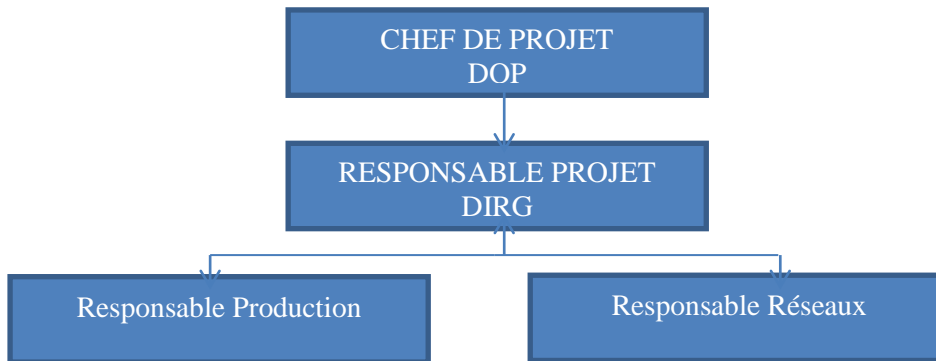 CHEF DE PROJET
DOP
RESPONSABLE PROJET
DIRG
Responsable Production
Responsable Réseaux